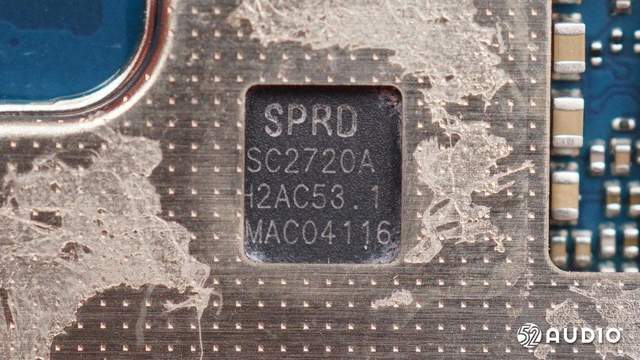 SPRD
SC2720A
H2AC53.1
MAC04116
52AUDIO